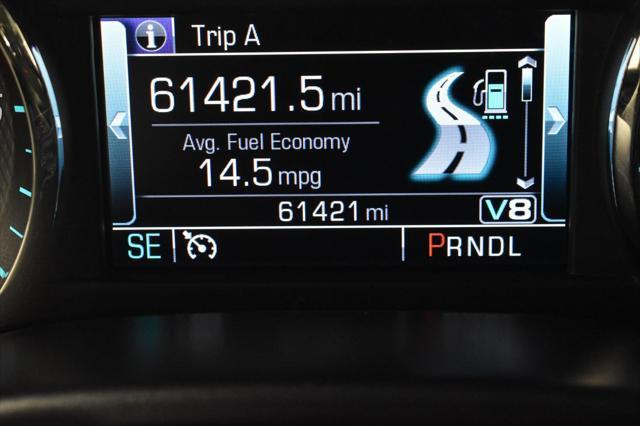 Trip A
61421.5 mi
Avg. Fuel Economy
14.5 mpg
61421 mi V8
SE PRNDL